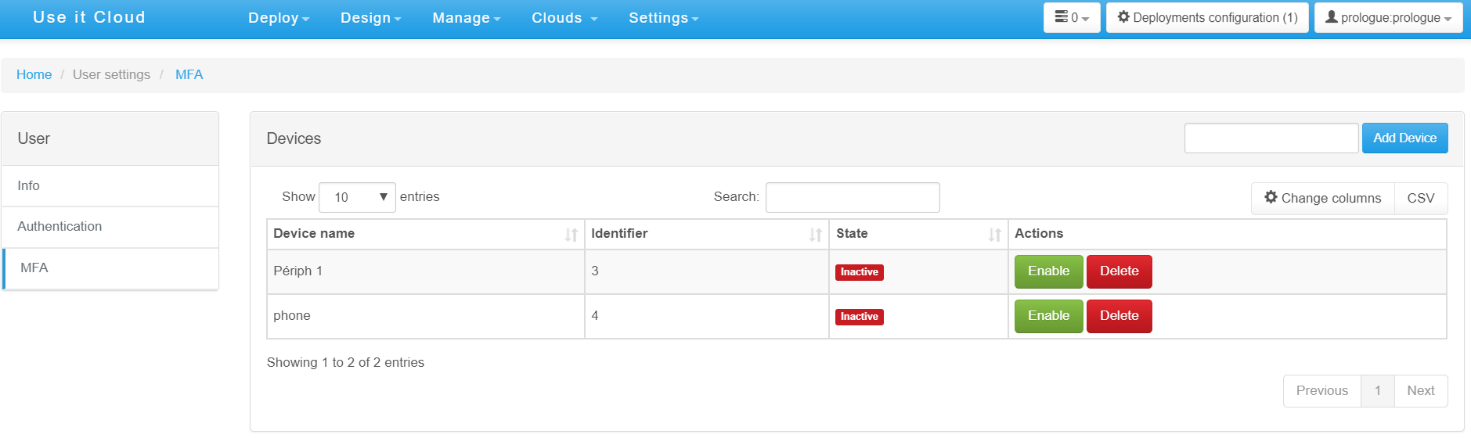 Use it Cloud Deploy Design Manage Clouds Settings 0 Deployments configuration (1) prologue:prologue
Home / User settings / MFA
User
Info
Authentication
MFA
Devices Add Device
Show 10 entries Search: Change columns CSV
Device name Identifier State Actions
Périph 1 3 Inactive Enable Delete
phone 4 Inactive Enable Delete
Showing 1 to 2 of 2 entries
Previous 1 Next